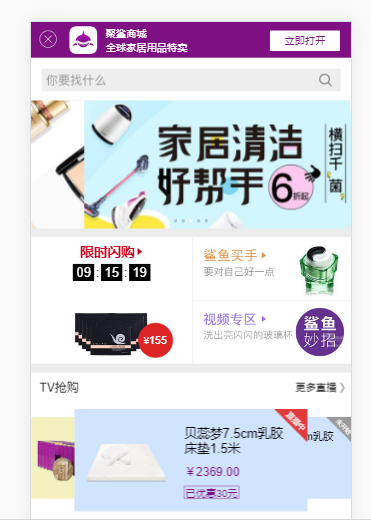 聚鲨商城
全球家居用品特卖
立即打开
你要找什么
家居清洁
好帮手
6折起
横扫千菌
限时闪购
09:15:19
¥155
鲨鱼买手
要对自己好一点
视频专区
洗出亮闪闪的玻璃杯
鲨鱼
妙招
TV抢购
更多直播
直播中
贝蕊梦7.5cm乳胶
床垫1.5米
￥2369.00
已优惠30元
胶